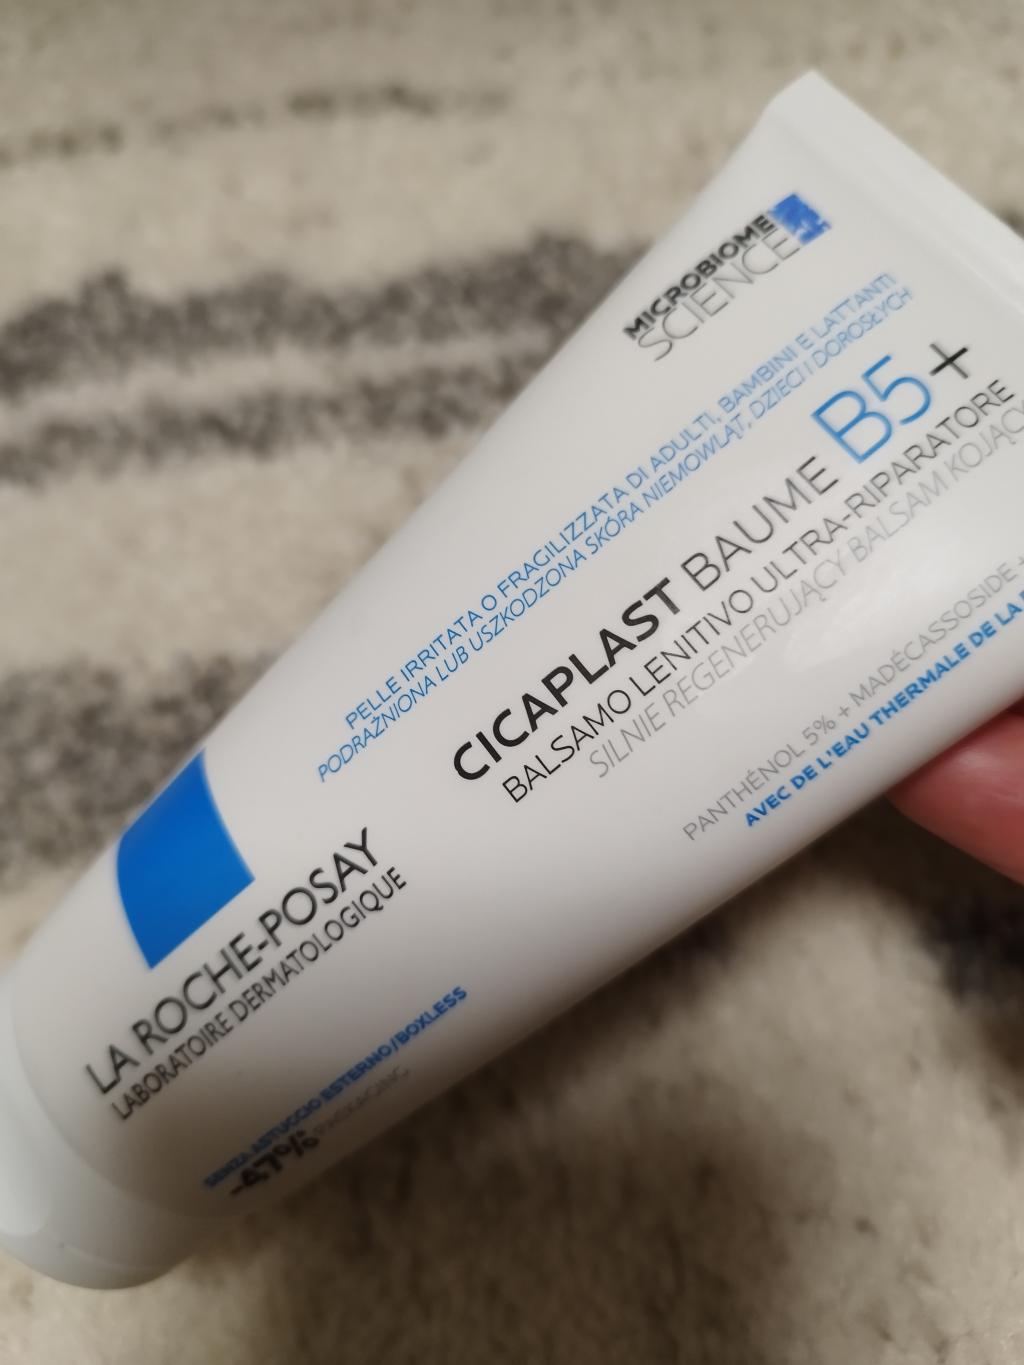 MICROBIOME
SCIENCE
PELLE IRRITATA O FRAGILIZZATA DI ADULTI, BAMBINI E LATTANTI
PODRAŻNIONA LUB USZKODZONA SKÓRA NIEMOWLĄT, DZIECI I DOROSŁYCH
CICAPLAST BAUME B5+
BALSAMO LENITIVO ULTRA-RIPARATORE
SILNIE REGENERUJĄCY BALSAM KOJĄCY
PANTHÉNOL 5% + MADÉCASSOSIDE +
AVEC DE L'EAU THERMALE DE LA
LA ROCHE-POSAY
LABORATOIRE DERMATOLOGIQUE
SENZA ASTUCCIO ESTERNO/BOXLESS
PACKAGING